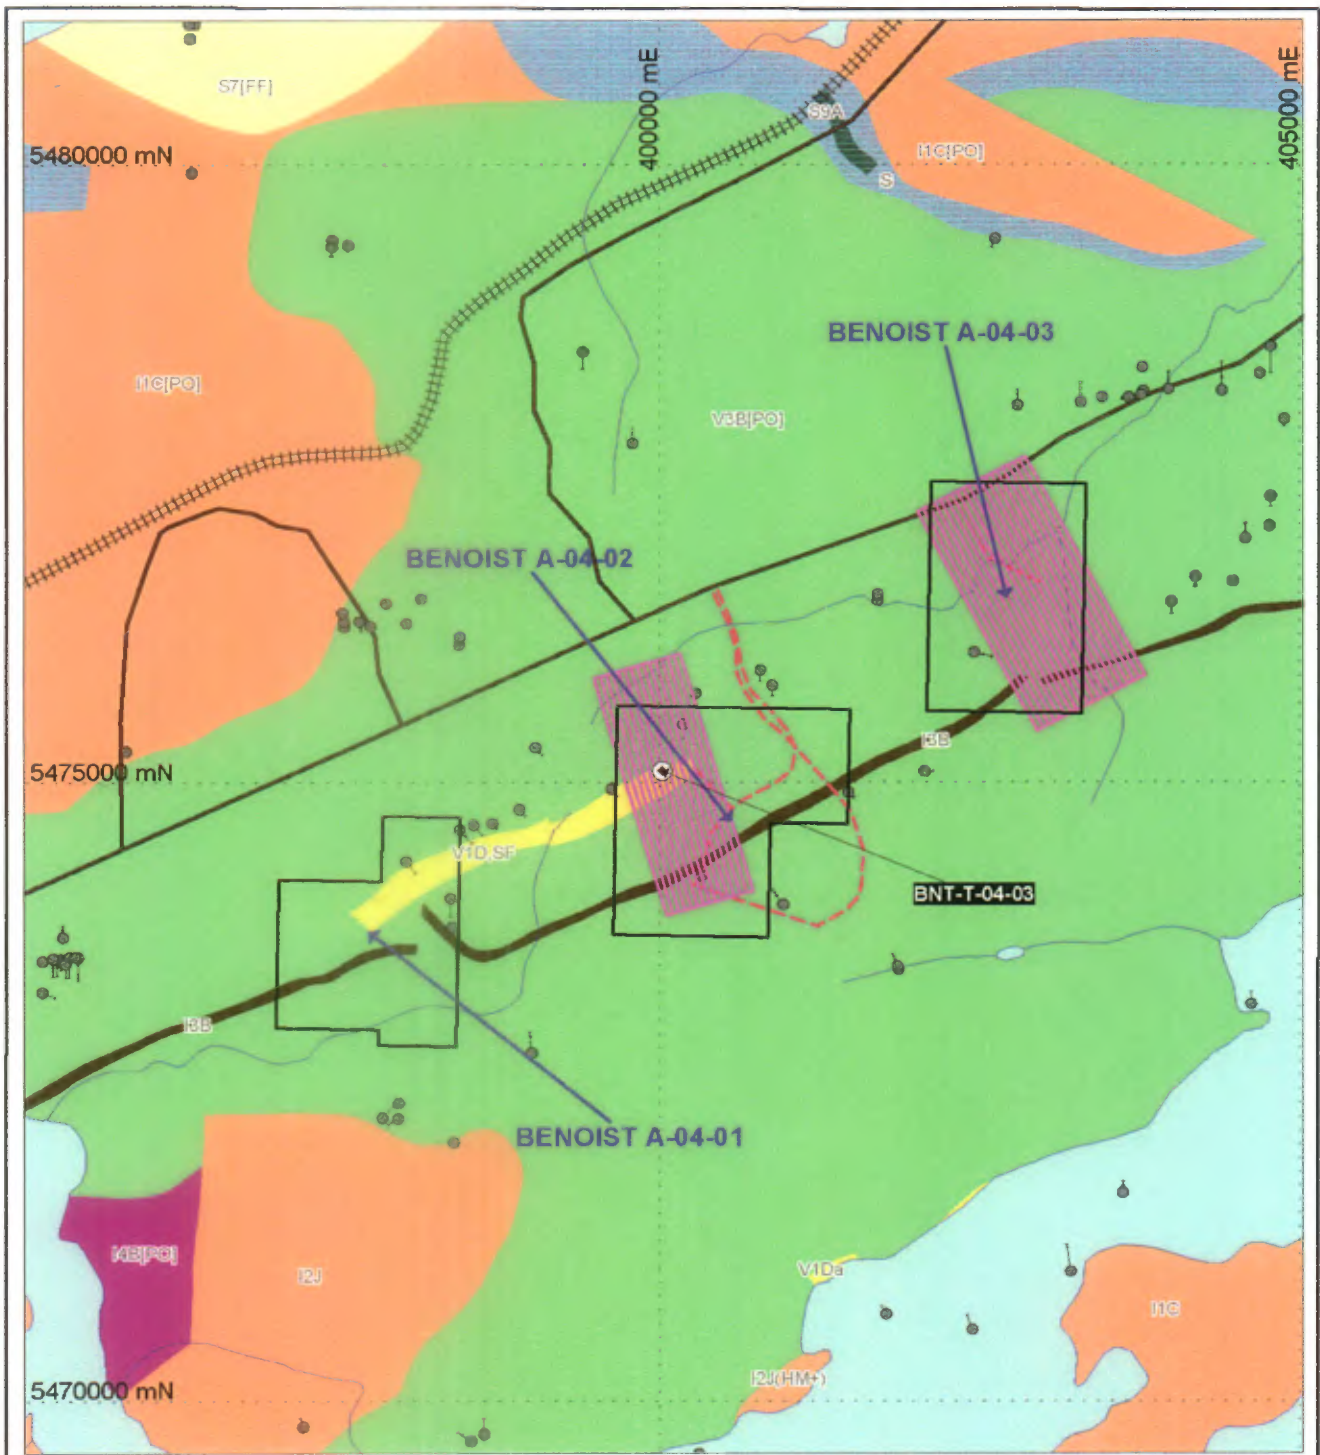 S7[FF]
400000 mE
405000 mE
S9A
5480000 mN
I1C[PO]
S
BENOIST A-04-03
I1C[PO]
V3B[PO]
BENOIST A-04-02
G
I3B
5475000 mN
V1D,SF
BNT-T-04-03
I3B
BENOIST A-04-01
I4B[PO]
I2J
V1Da
I1C
I2J(HM+)
5470000 mN